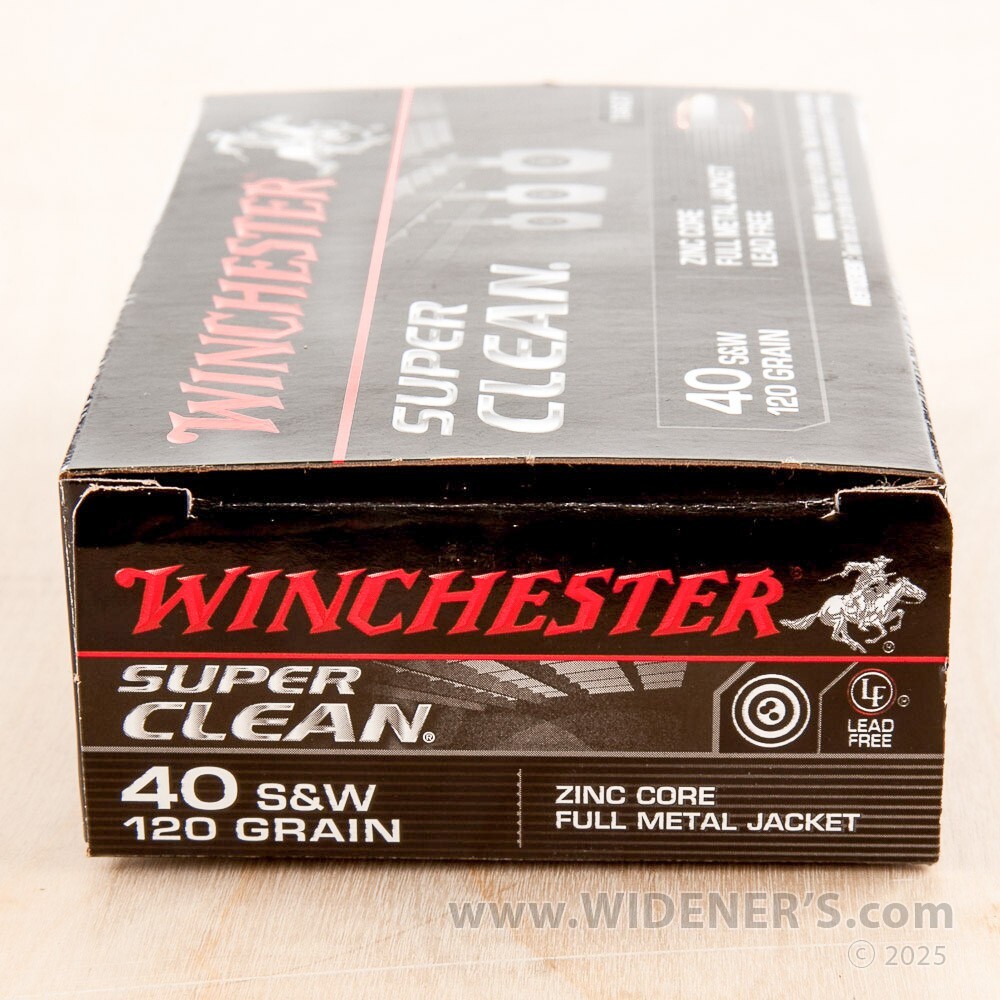 WINCHESTER
SUPER
CLEAN.
ZINC CORE
FULL METAL JACKET
LEAD FREE
40 S&W
120 GRAIN
WINCHESTER
®
SUPER
CLEAN®
LF
LEAD
FREE
40 S&W
120 GRAIN
ZINC CORE
FULL METAL JACKET
www.WIDENER'S.com
© 2025